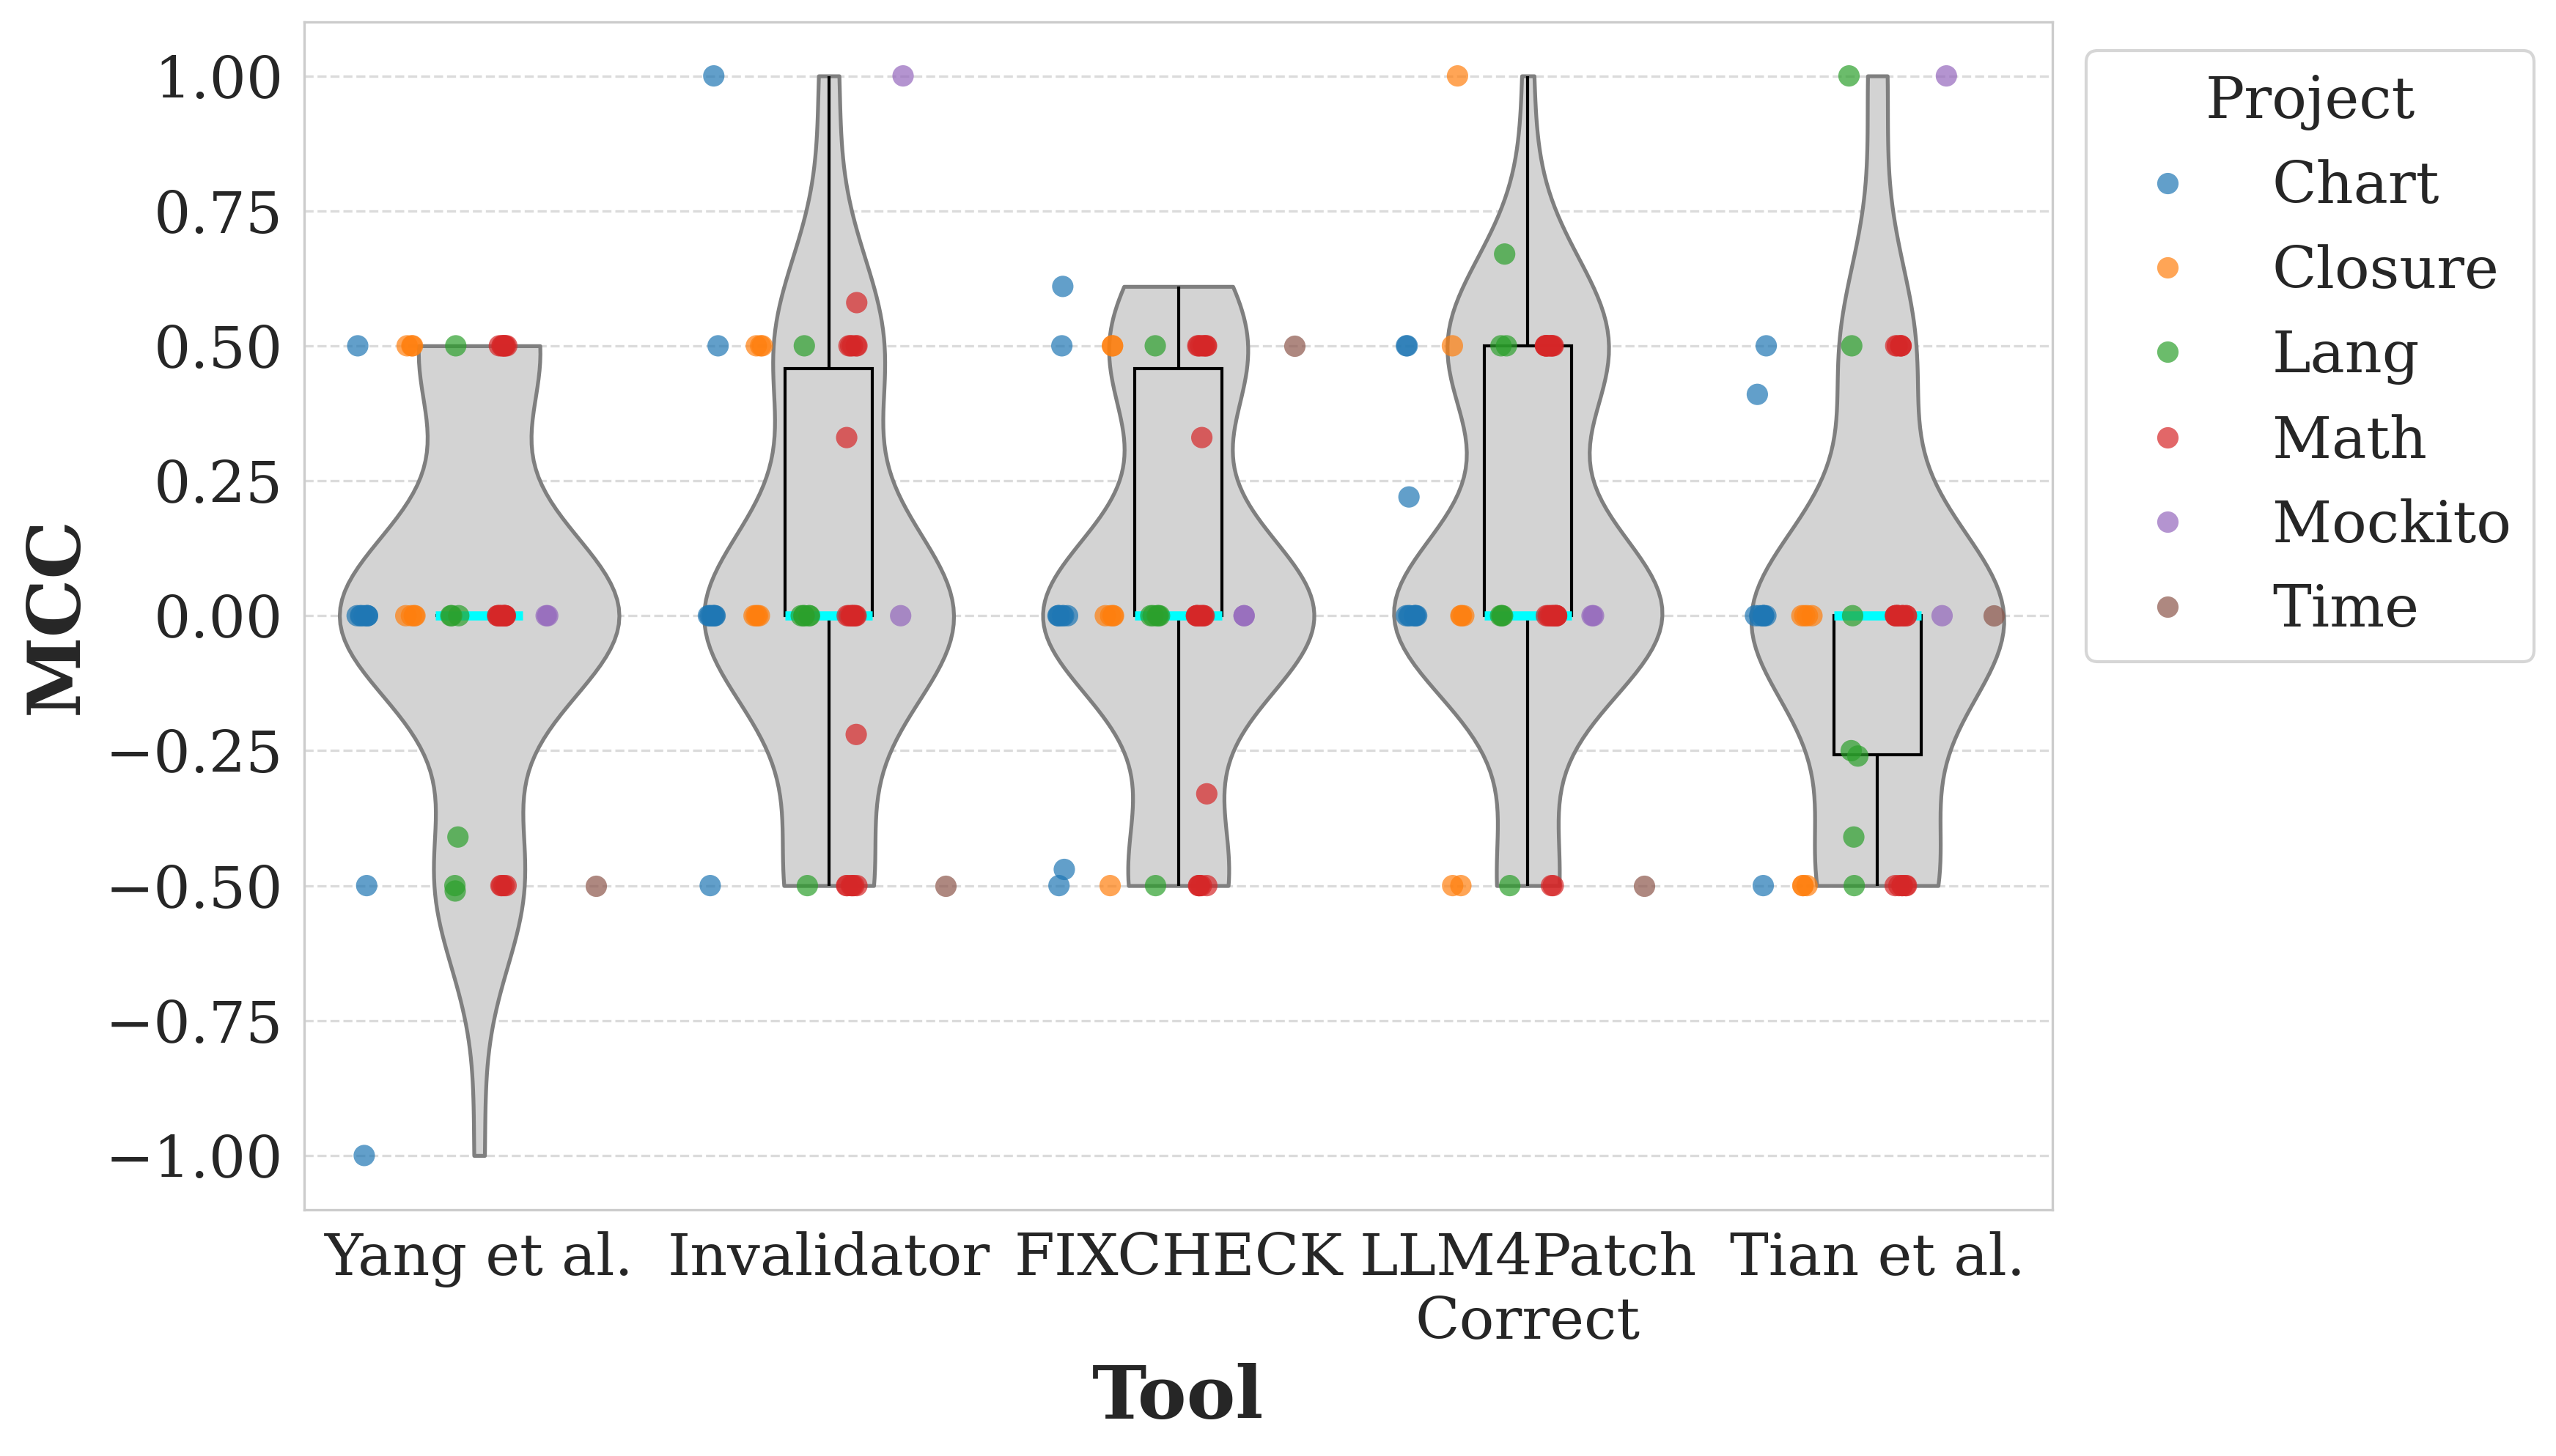 MCC
1.00
0.75
0.50
0.25
0.00
−0.25
−0.50
−0.75
−1.00
Yang et al.
Invalidator
FIXCHECK
LLM4Patch
Correct
Tian et al.
Tool
Project
Chart
Closure
Lang
Math
Mockito
Time